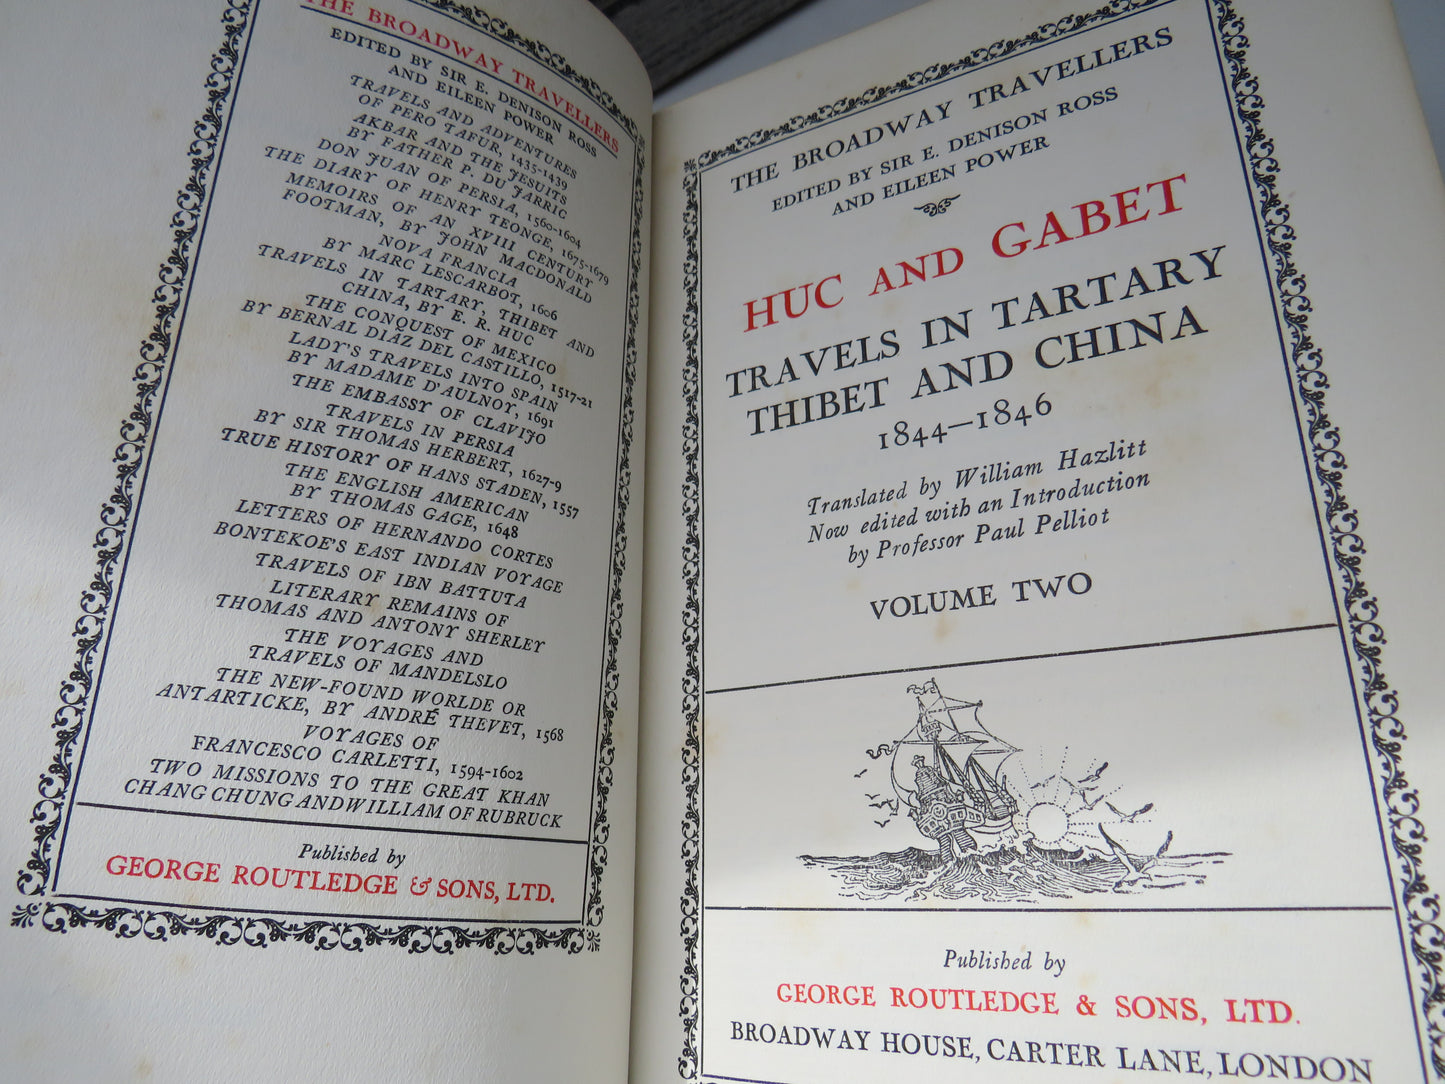 THE BROADWAY TRAVELLERS
EDITED BY SIR E. DENISON ROSS
AND EILEEN POWER
TRAVELS AND ADVENTURES
OF PERO TAFUR, 1435-1439
AKBAR AND THE JESUITS
BY FATHER P. DU JARRIC
DON JUAN OF PERSIA, 1560-1604
THE DIARY OF HENRY TEONGE, 1675-1679
MEMOIRS OF AN XVIII CENTURY
FOOTMAN, BY JOHN MACDONALD
NOVA FRANCIA
BY MARC LESCARBOT, 1606
TRAVELS IN TARTARY, THIBET AND
CHINA, BY E. R. HUC
THE CONQUEST OF MEXICO
BY BERNAL DIÁZ DEL CASTILLO, 1517-21
LADY'S TRAVELS INTO SPAIN
BY MADAME D'AULNOY, 1691
THE EMBASSY OF CLAVIJO
TRAVELS IN PERSIA
BY SIR THOMAS HERBERT, 1627-9
TRUE HISTORY OF HANS STADEN, 1557
THE ENGLISH AMERICAN
BY THOMAS GAGE, 1648
LETTERS OF HERNANDO CORTES
BONTEKOE'S EAST INDIAN VOYAGE
TRAVELS OF IBN BATTUTA
LITERARY REMAINS OF
THOMAS AND ANTONY SHERLEY
THE VOYAGES AND
TRAVELS OF MANDELSLO
THE NEW-FOUND WORLDE OR
ANTARTICKE, BY ANDRÉ THEVET, 1568
VOYAGES OF
FRANCESCO CARLETTI, 1594-1602
TWO MISSIONS TO THE GREAT KHAN
CHANG CHUNG AND WILLIAM OF RUBRUCK
Published by
GEORGE ROUTLEDGE & SONS, LTD.
THE BROADWAY TRAVELLERS
EDITED BY SIR E. DENISON ROSS
AND EILEEN POWER
HUC AND GABET
TRAVELS IN TARTARY
THIBET AND CHINA
1844—1846
Translated by William Hazlitt
Now edited with an Introduction
by Professor Paul Pelliot
VOLUME TWO
Published by
GEORGE ROUTLEDGE & SONS, LTD.
BROADWAY HOUSE, CARTER LANE, LONDON